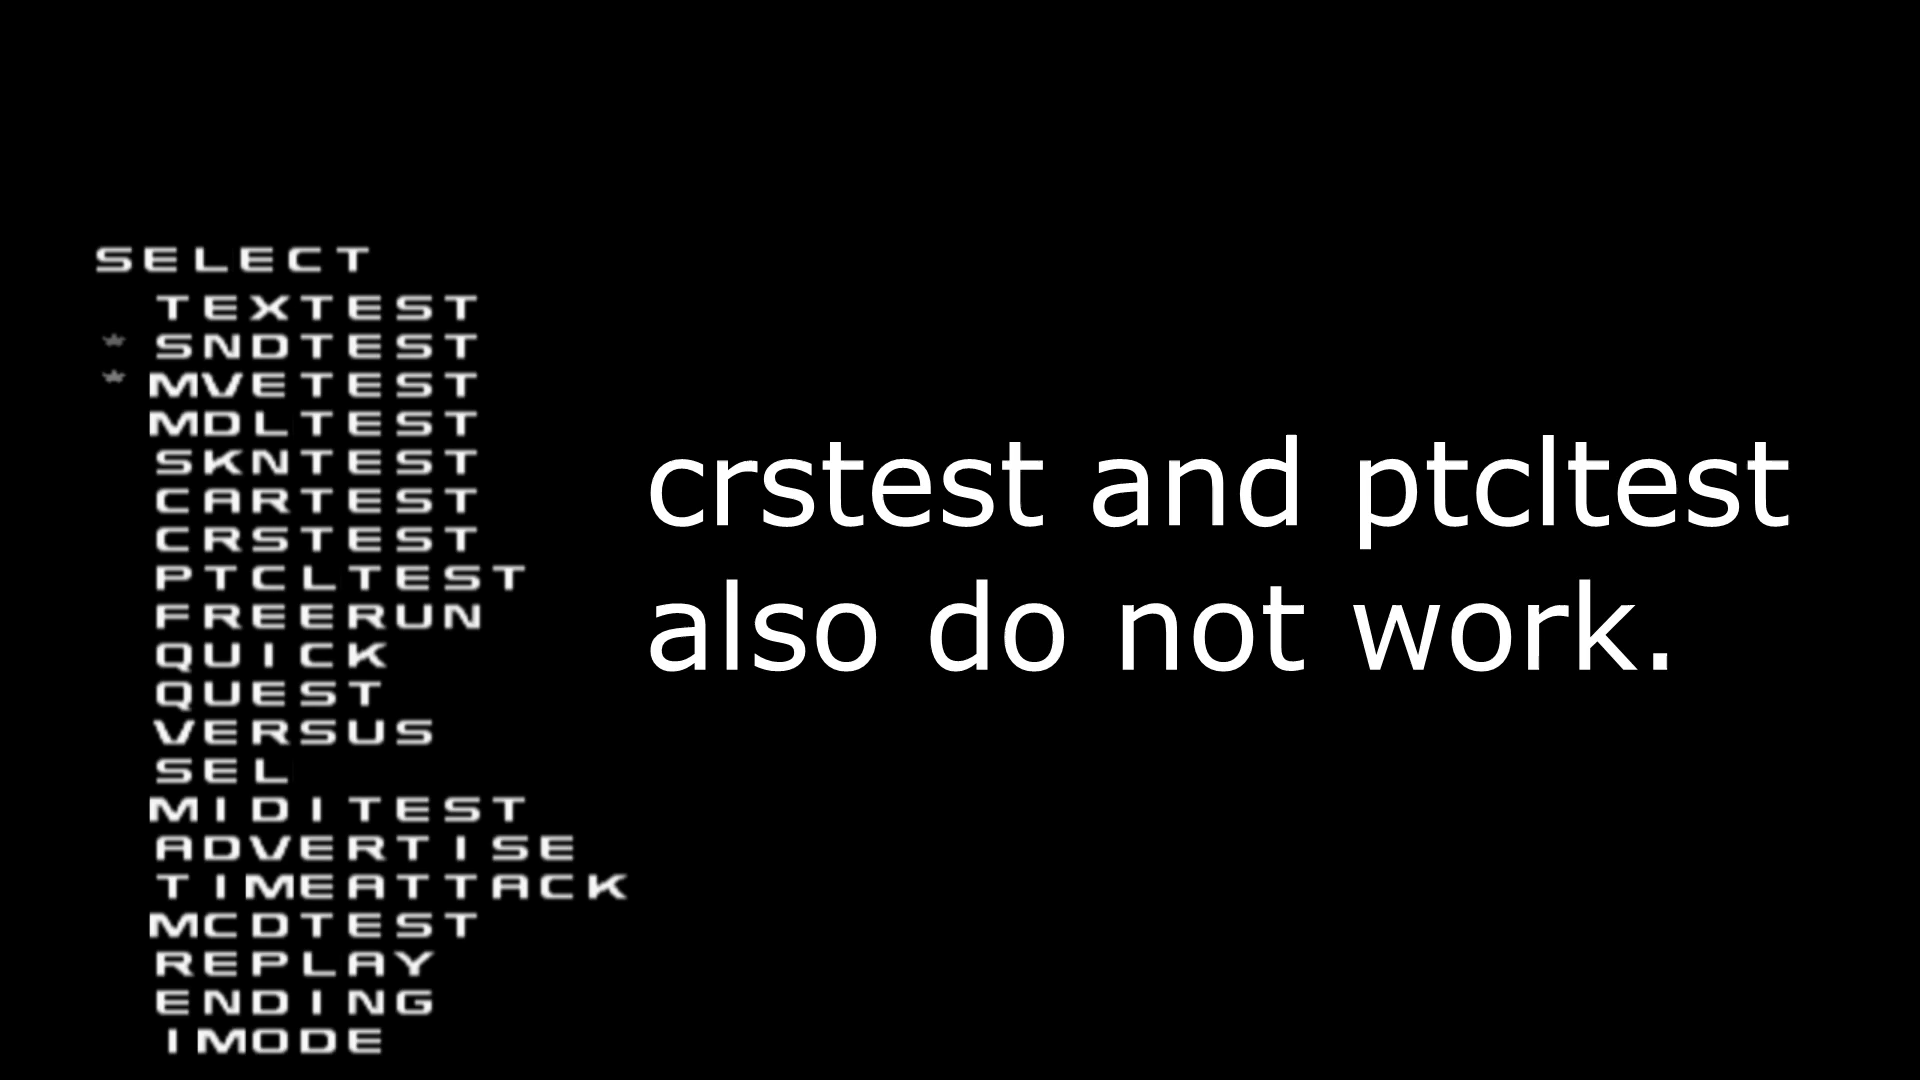 SELECT
TEXTEST
* SNDTEST
* MVETEST
MDLTEST
SKNTEST
CARTEST
CRSTEST
PTCLTEST
FREERUN
QUICK
QUEST
VERSUS
SEL
MIDITEST
ADVERTISE
TIMEATTACK
MCDTEST
REPLAY
ENDING
IMODE
crstest and ptcltest
also do not work.